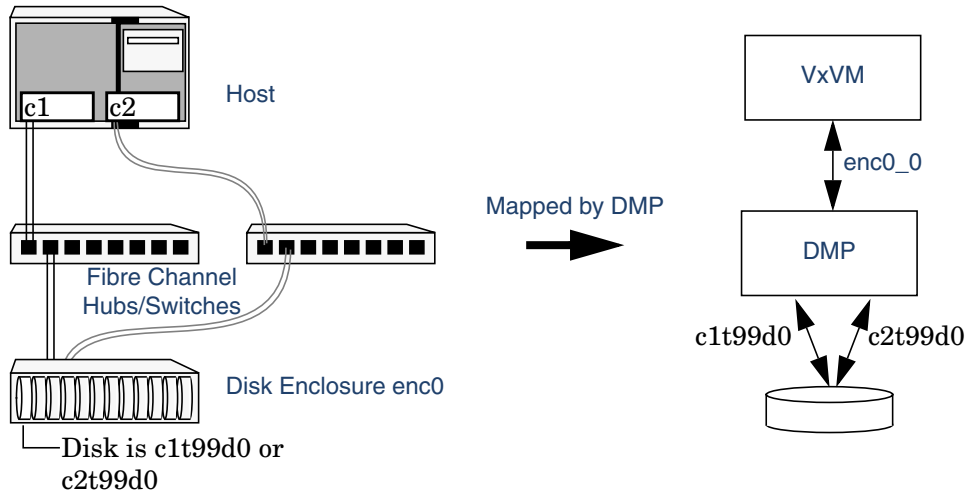 c1
c2
Host
Fibre Channel
Hubs/Switches
Disk Enclosure enc0
Disk is c1t99d0 or
c2t99d0
Mapped by DMP
VxVM
enc0_0
DMP
c1t99d0
c2t99d0